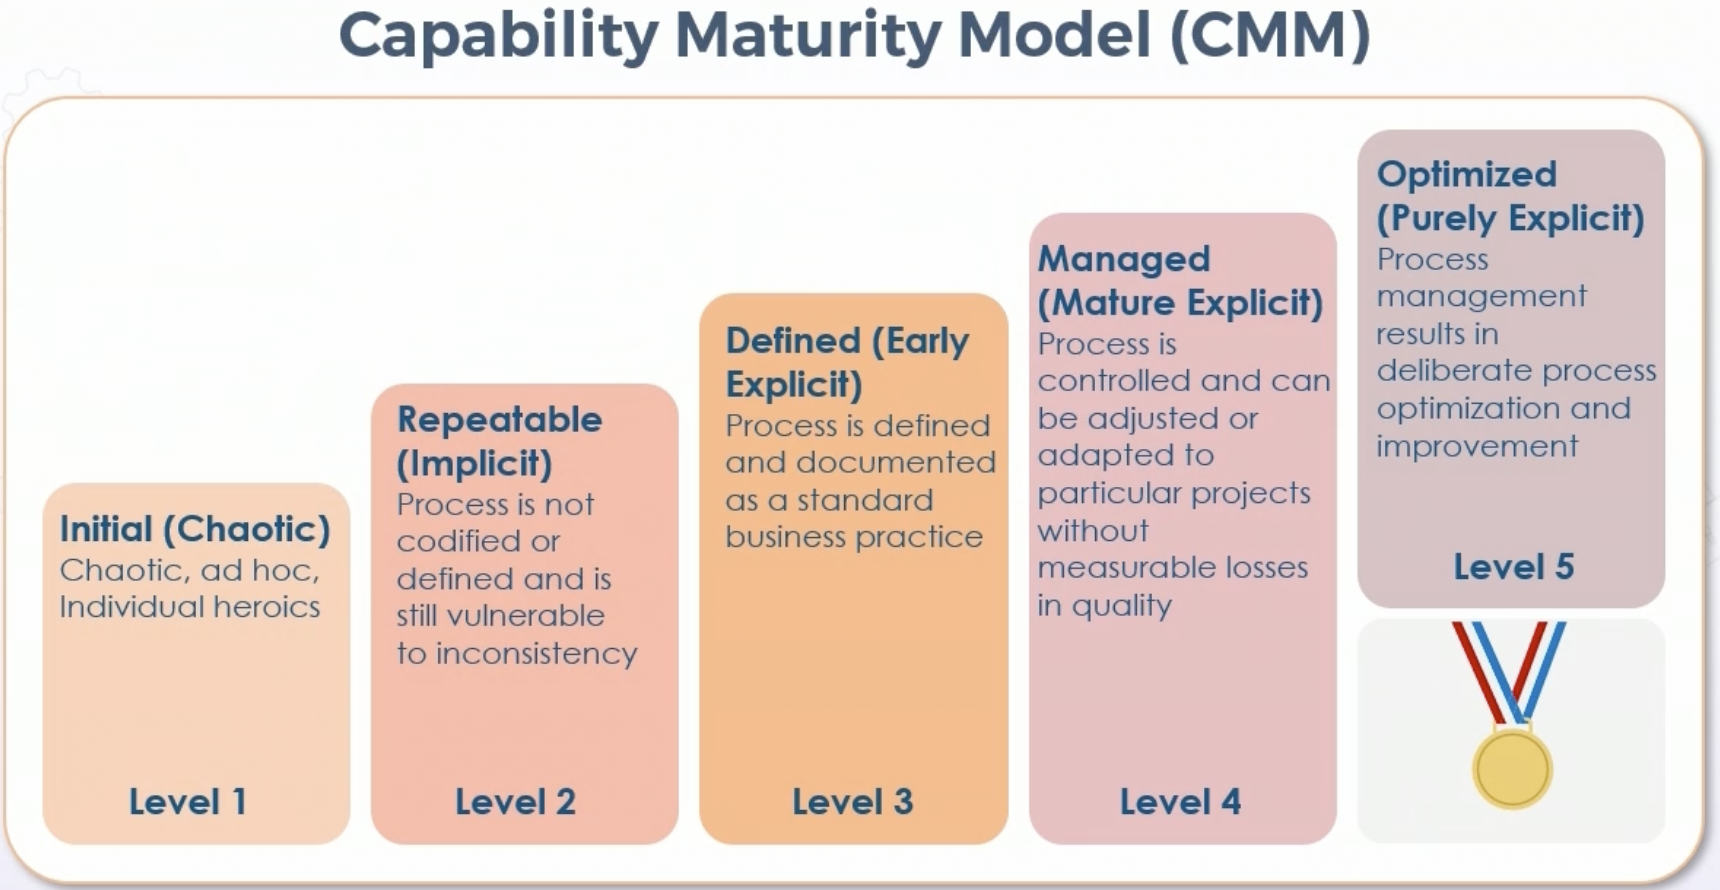 Capability Maturity Model (CMM)
Initial (Chaotic)
Chaotic, ad hoc,
Individual heroics
Level 1
Repeatable
(Implicit)
Process is not
codified or
defined and is
still vulnerable
to inconsistency
Level 2
Defined (Early
Explicit)
Process is defined
and documented
as a standard
business practice
Level 3
Managed
(Mature Explicit)
Process is
controlled and can
be adjusted or
adapted to
particular projects
without
measurable losses
in quality
Level 4
Optimized
(Purely Explicit)
Process
management
results in
deliberate process
optimization and
improvement
Level 5